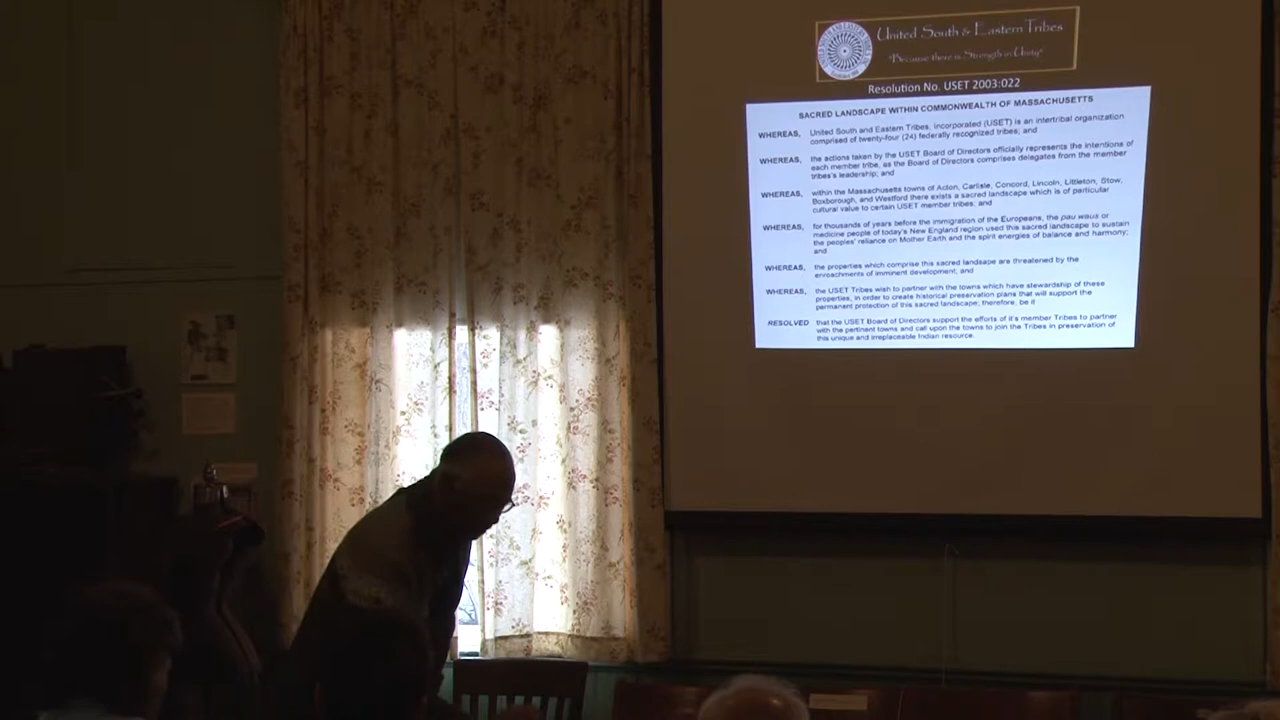 United South & Eastern Tribes
"Because there is Strength in Unity"
Resolution No. USET 2003:022
SACRED LANDSCAPE WITHIN COMMONWEALTH OF MASSACHUSETTS
WHEREAS, United South and Eastern Tribes, Incorporated (USET) is an intertribal organization
comprised of twenty-four (24) federally recognized tribes; and
WHEREAS, the actions taken by the USET Board of Directors officially represents the intentions of
each member tribe, as the Board of Directors comprises delegates from the member
tribes's leadership; and
WHEREAS, within the Massachusetts towns of Acton, Carlisle, Concord, Lincoln, Littleton, Stow,
Boxborough, and Westford there exists a sacred landscape which is of particular
cultural value to certain USET member tribes; and
WHEREAS, for thousands of years before the immigration of the Europeans, the pau waus or
medicine people of today's New England region used this sacred landscape to sustain
the peoples' reliance on Mother Earth and the spirit energies of balance and harmony;
and
WHEREAS, the properties which comprise this sacred landsape are threatened by the
enroachments of imminent development; and
WHEREAS, the USET Tribes wish to partner with the towns which have stewardship of these
properties, in order to create historical preservation plans that will support the
permanent protection of this sacred landscape; therefore, be it
RESOLVED that the USET Board of Directors support the efforts of it's member Tribes to partner
with the pertinent towns and call upon the towns to join the Tribes in preservation of
this unique and irreplaceable Indian resource.